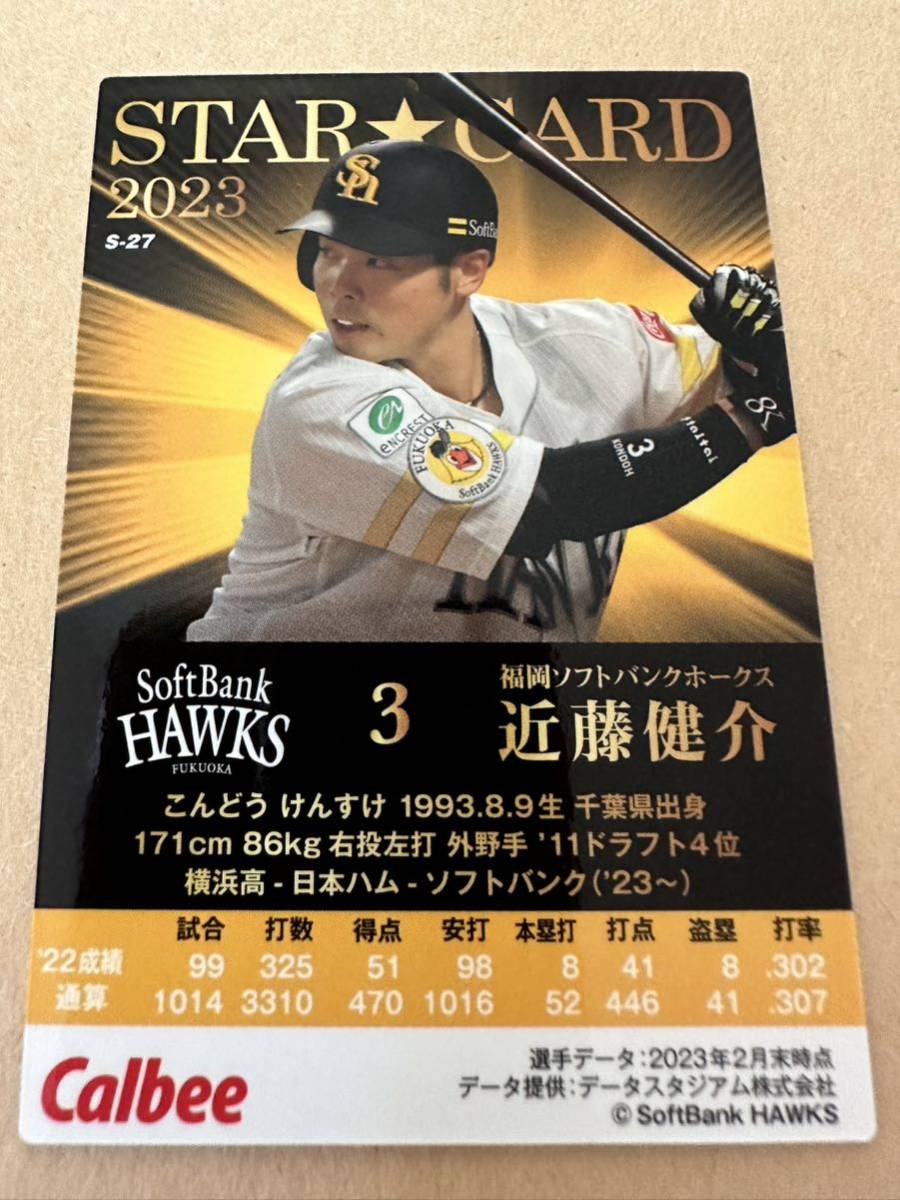 STAR★CARD
2023
S-27
Sh
SoftBa
en
eNCREST
FUKUOKA
SoftBank HAWKS
3
KONDOH
SoftBank
HAWKS
FUKUOKA
3
福岡ソフトバンクホークス
近藤健介
こんどう けんすけ 1993.8.9生 千葉県出身
171cm 86kg 右投左打 外野手 '11ドラフト4位
横浜高 - 日本ハム - ソフトバンク('23〜)
試合 打数 得点 安打 本塁打 打点 盗塁 打率
'22成績 99 325 51 98 8 41 8 .302
通算 1014 3310 470 1016 52 446 41 .307
Calbee
選手データ:2023年2月末時点
データ提供:データスタジアム株式会社
© SoftBank HAWKS